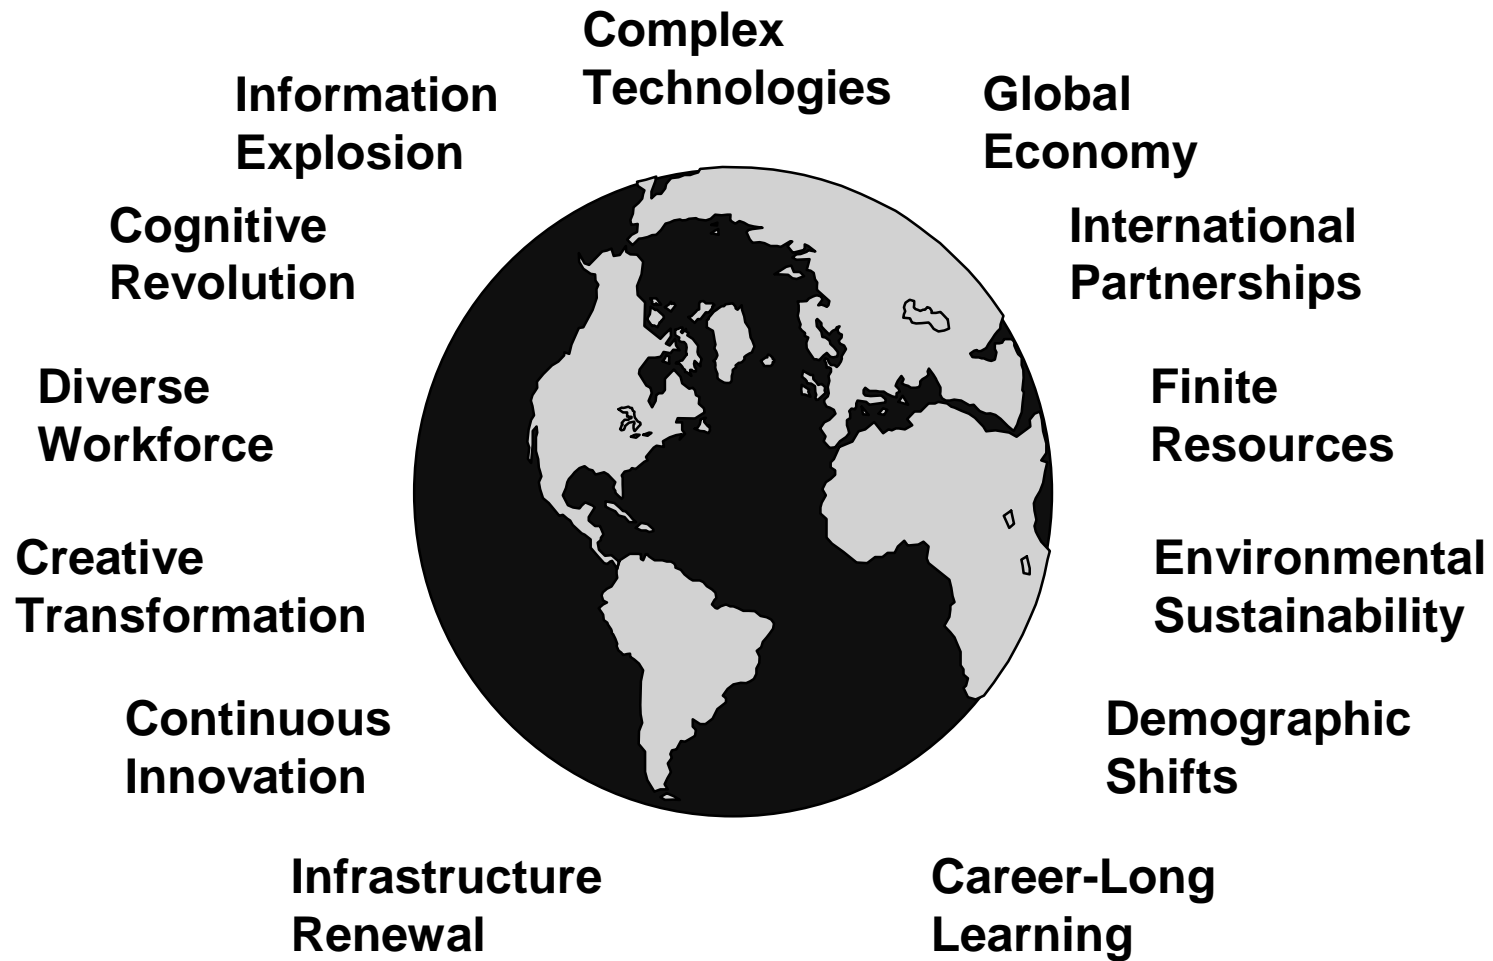 Complex
Technologies
Information
Explosion
Global
Economy
Cognitive
Revolution
International
Partnerships
Diverse
Workforce
Finite
Resources
Creative
Transformation
Environmental
Sustainability
Continuous
Innovation
Demographic
Shifts
Infrastructure
Renewal
Career-Long
Learning